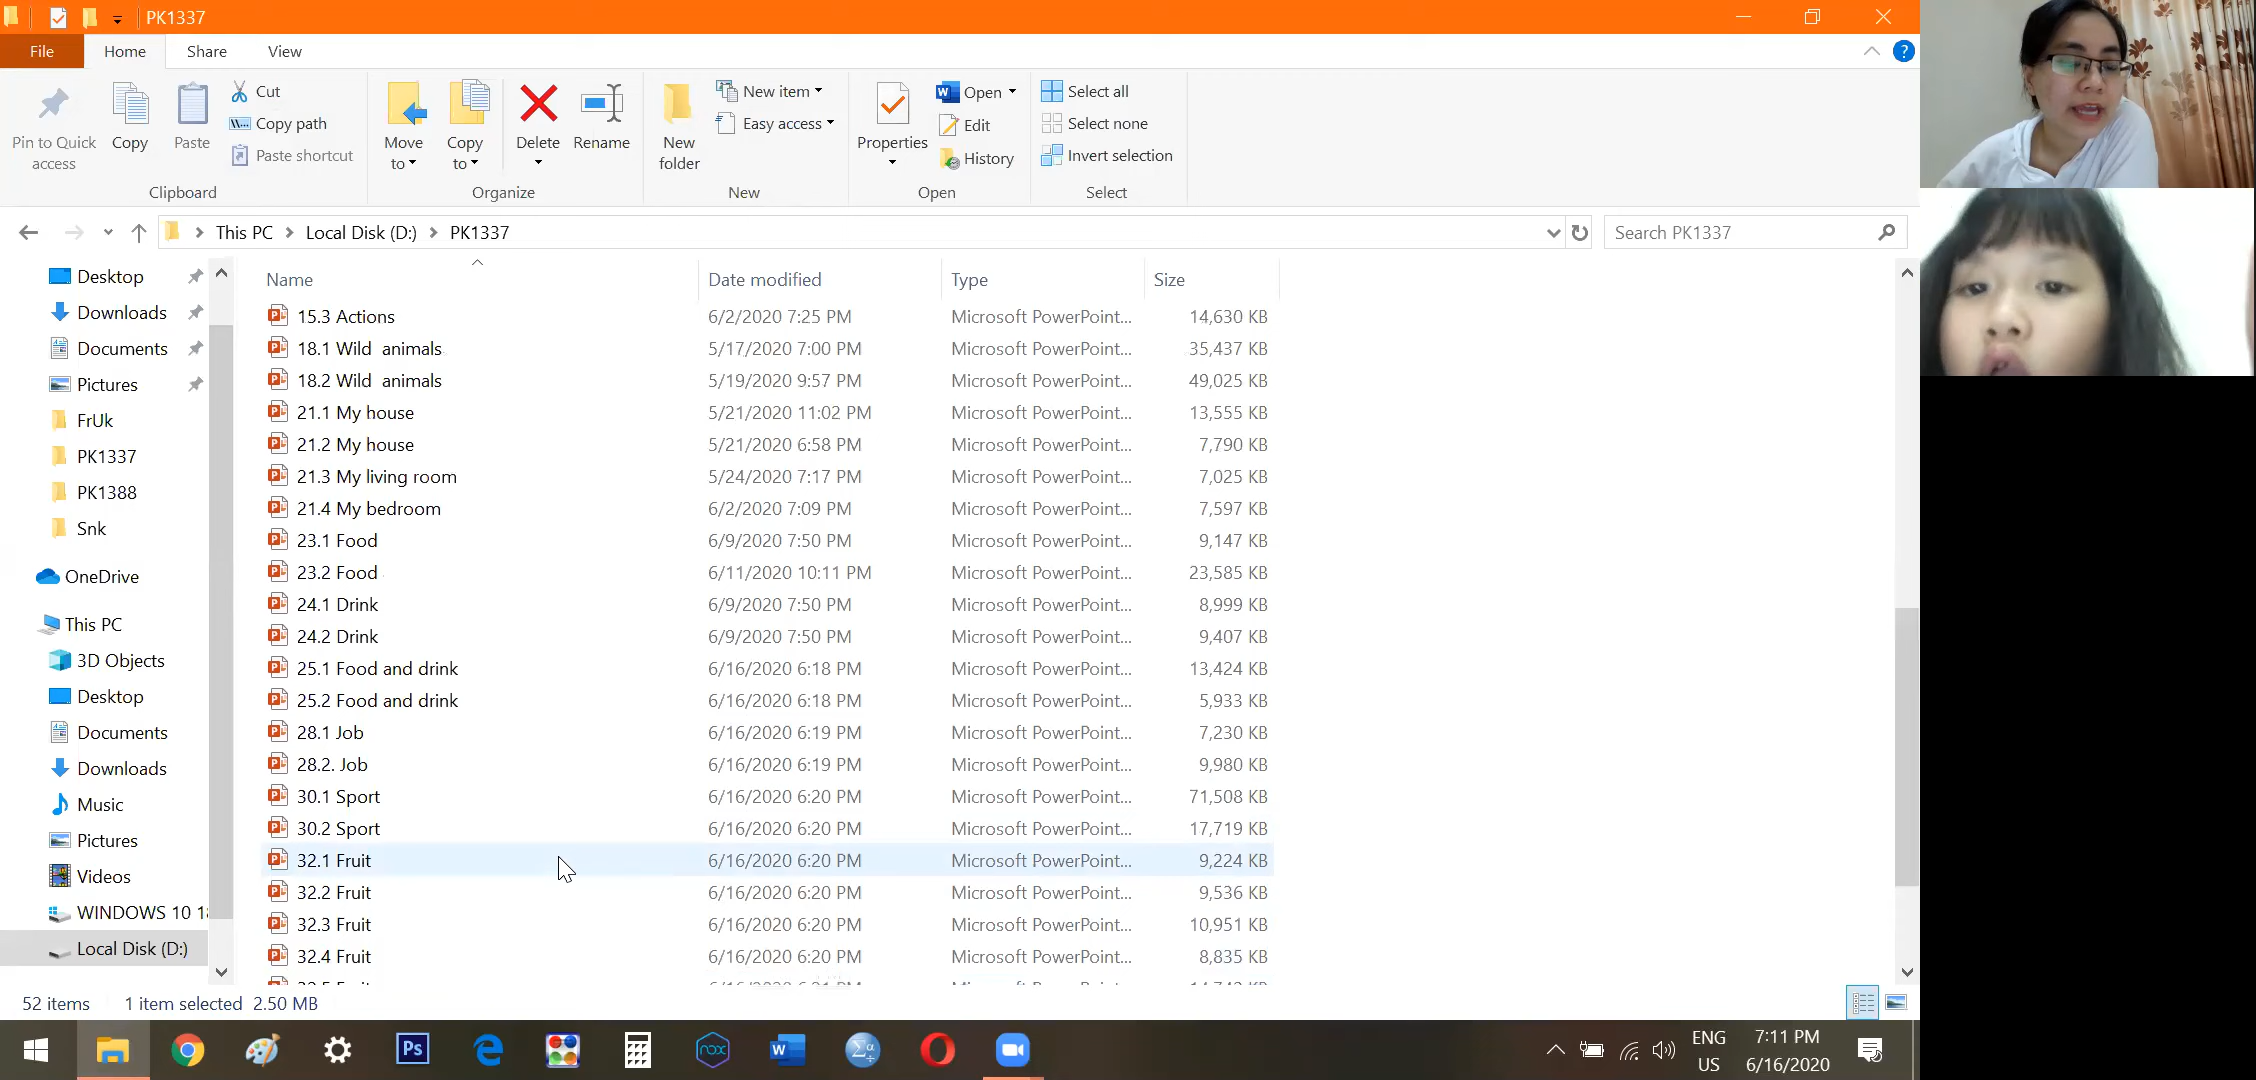 PK1337
File Home Share View
Pin to Quick access
Copy
Paste
Cut
Copy path
Paste shortcut
Clipboard
Move to
Copy to
Delete
Rename
Organize
New folder
New item
Easy access
New
Properties
Open
Edit
History
Open
Select all
Select none
Invert selection
Select
This PC Local Disk (D:) PK1337
Search PK1337
Desktop
Downloads
Documents
Pictures
FrUk
PK1337
PK1388
Snk
OneDrive
This PC
3D Objects
Desktop
Documents
Downloads
Music
Pictures
Videos
WINDOWS 10
Local Disk (D:)
Name Date modified Type Size
15.3 Actions 6/2/2020 7:25 PM Microsoft PowerPoint... 14,630 KB
18.1 Wild animals 5/17/2020 7:00 PM Microsoft PowerPoint... 35,437 KB
18.2 Wild animals 5/19/2020 9:57 PM Microsoft PowerPoint... 49,025 KB
21.1 My house 5/21/2020 11:02 PM Microsoft PowerPoint... 13,555 KB
21.2 My house 5/21/2020 6:58 PM Microsoft PowerPoint... 7,790 KB
21.3 My living room 5/24/2020 7:17 PM Microsoft PowerPoint... 7,025 KB
21.4 My bedroom 6/2/2020 7:09 PM Microsoft PowerPoint... 7,597 KB
23.1 Food 6/9/2020 7:50 PM Microsoft PowerPoint... 9,147 KB
23.2 Food 6/11/2020 10:11 PM Microsoft PowerPoint... 23,585 KB
24.1 Drink 6/9/2020 7:50 PM Microsoft PowerPoint... 8,999 KB
24.2 Drink 6/9/2020 7:50 PM Microsoft PowerPoint... 9,407 KB
25.1 Food and drink 6/16/2020 6:18 PM Microsoft PowerPoint... 13,424 KB
25.2 Food and drink 6/16/2020 6:18 PM Microsoft PowerPoint... 5,933 KB
28.1 Job 6/16/2020 6:19 PM Microsoft PowerPoint... 7,230 KB
28.2. Job 6/16/2020 6:19 PM Microsoft PowerPoint... 9,980 KB
30.1 Sport 6/16/2020 6:20 PM Microsoft PowerPoint... 71,508 KB
30.2 Sport 6/16/2020 6:20 PM Microsoft PowerPoint... 17,719 KB
32.1 Fruit 6/16/2020 6:20 PM Microsoft PowerPoint... 9,224 KB
32.2 Fruit 6/16/2020 6:20 PM Microsoft PowerPoint... 9,536 KB
32.3 Fruit 6/16/2020 6:20 PM Microsoft PowerPoint... 10,951 KB
32.4 Fruit 6/16/2020 6:20 PM Microsoft PowerPoint... 8,835 KB
52 items 1 item selected 2.50 MB
Ps
nox
W
ENG
US
7:11 PM
6/16/2020